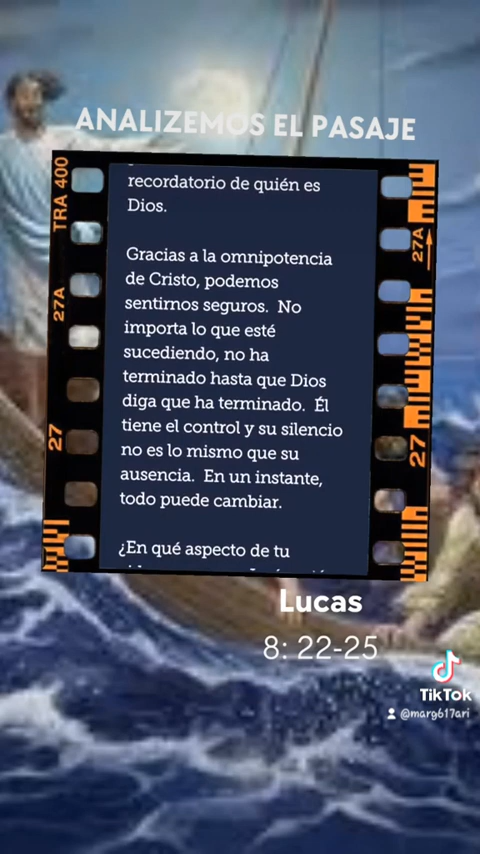 ANALIZEMOS EL PASAJE
TRA 400
27A
27
27A
27
recordatorio de quién es
Dios.
Gracias a la omnipotencia
de Cristo, podemos
sentirnos seguros. No
importa lo que esté
sucediendo, no ha
terminado hasta que Dios
diga que ha terminado. Él
tiene el control y su silencio
no es lo mismo que su
ausencia. En un instante,
todo puede cambiar.
¿En qué aspecto de tu
Lucas
8: 22-25
TikTok
@marg617ari